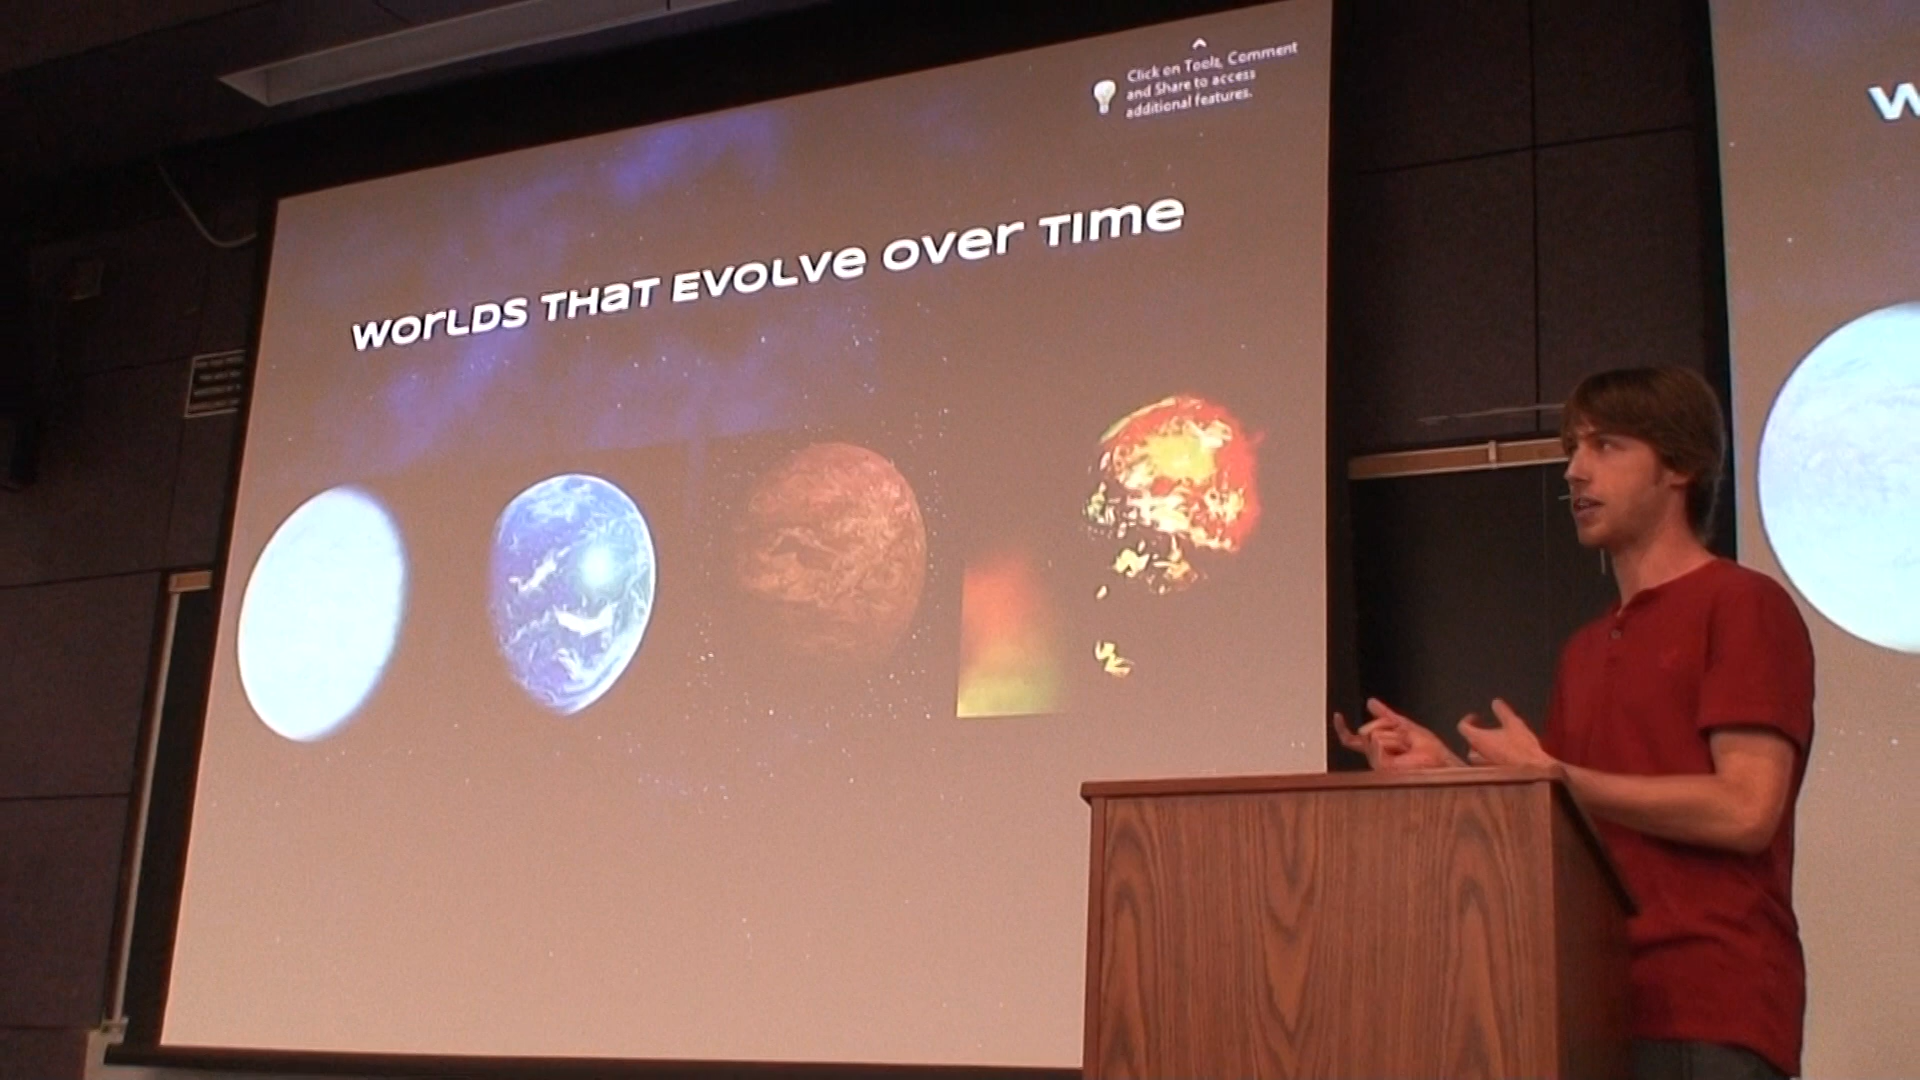 Click on Tools, Comment
and Share to access
additional features.
WORLDS THAT EVOLVE OVER TIME
W